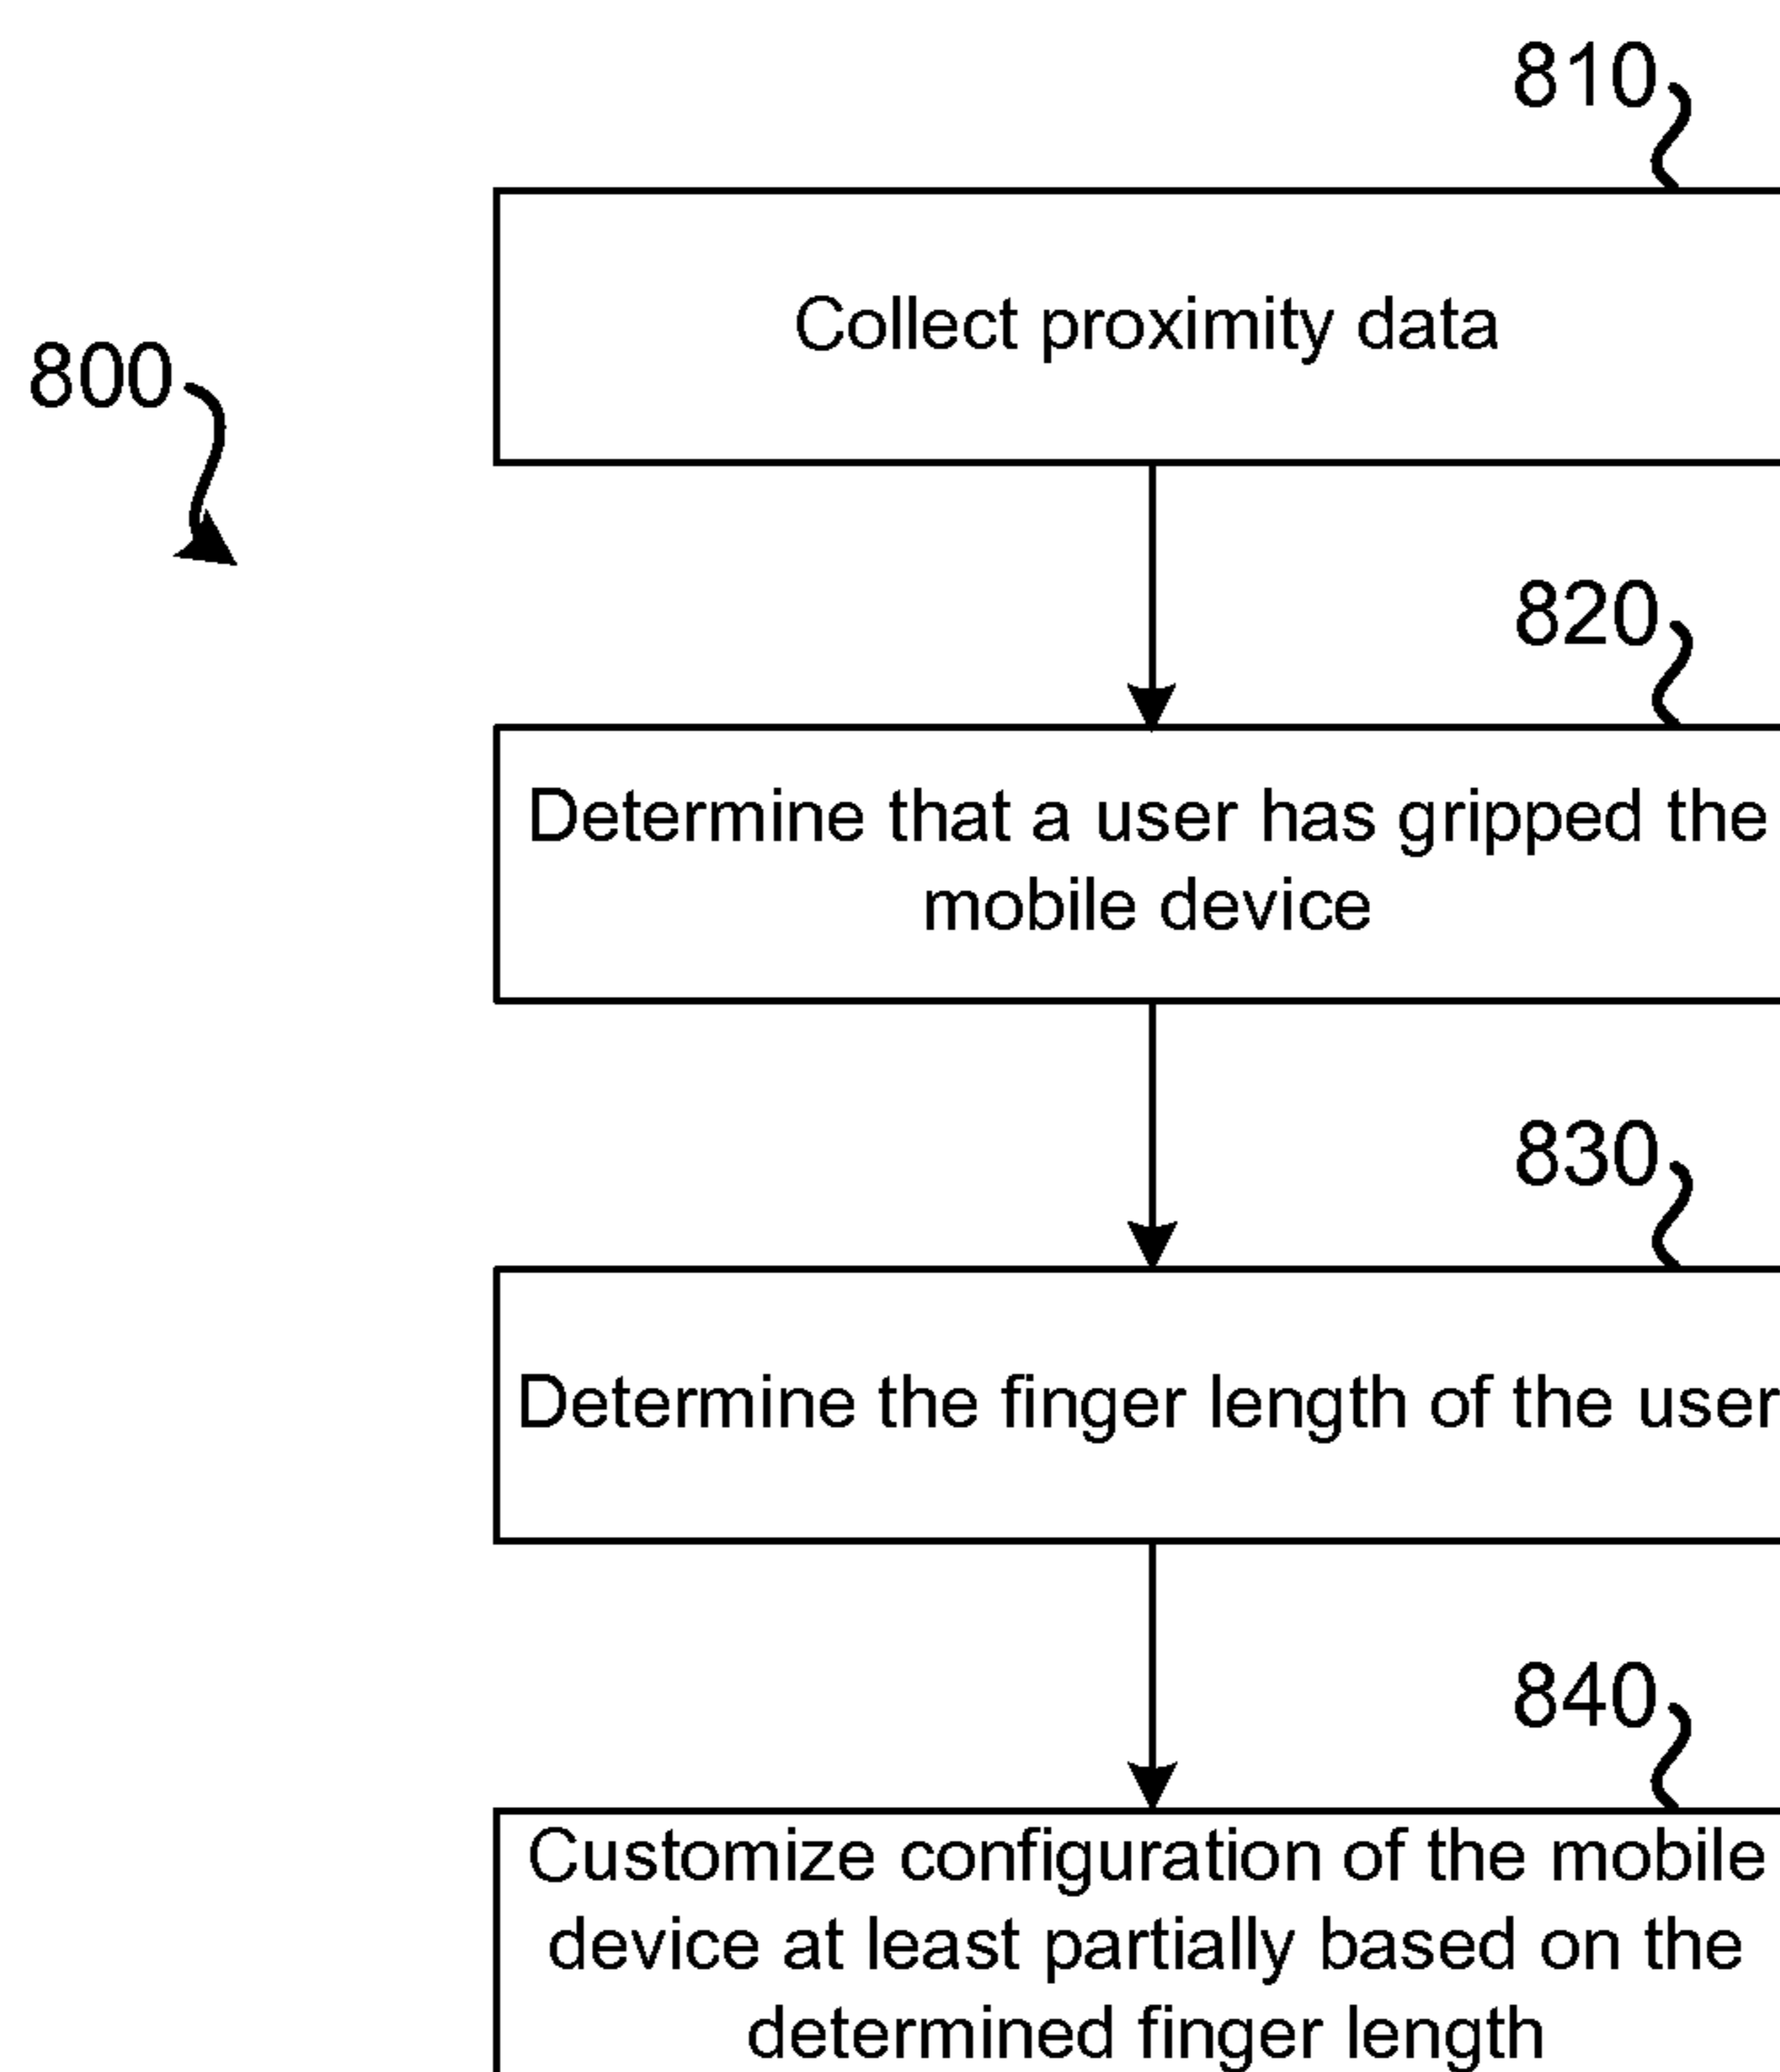 810
Collect proximity data
800
820
Determine that a user has gripped the
mobile device
830
Determine the finger length of the user
840
Customize configuration of the mobile
device at least partially based on the
determined finger length